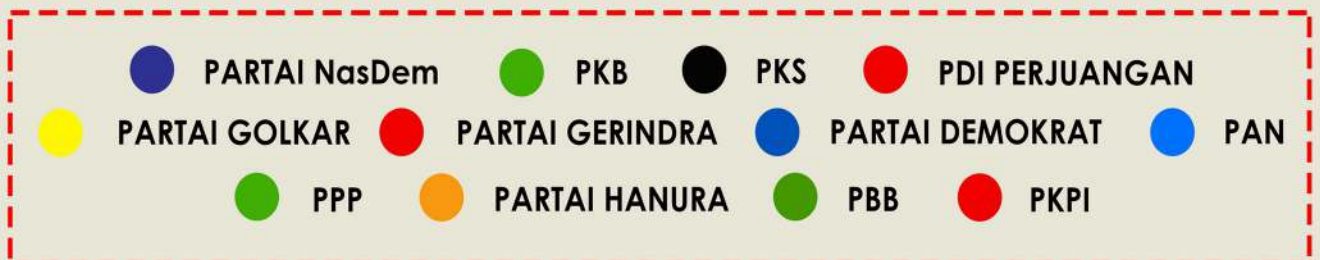 PARTAI NasDem PKB PKS PDI PERJUANGAN
PARTAI GOLKAR PARTAI GERINDRA PARTAI DEMOKRAT PAN
PPP PARTAI HANURA PBB PKPI